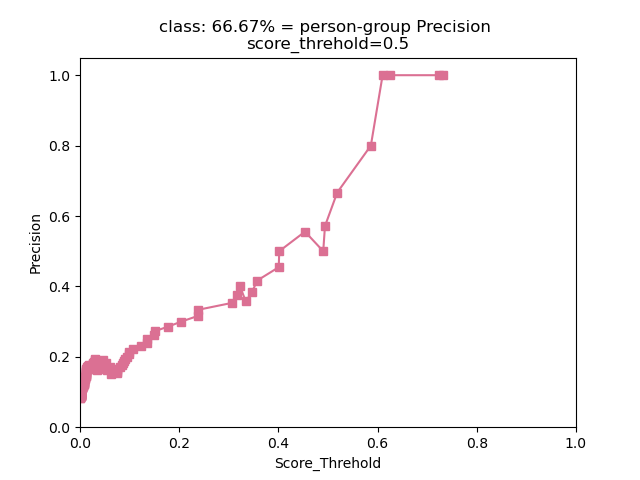 class: 66.67% = person-group Precision
score_threhold=0.5
Precision
1.0
0.8
0.6
0.4
0.2
0.0
0.0 0.2 0.4 0.6 0.8 1.0
Score_Threhold